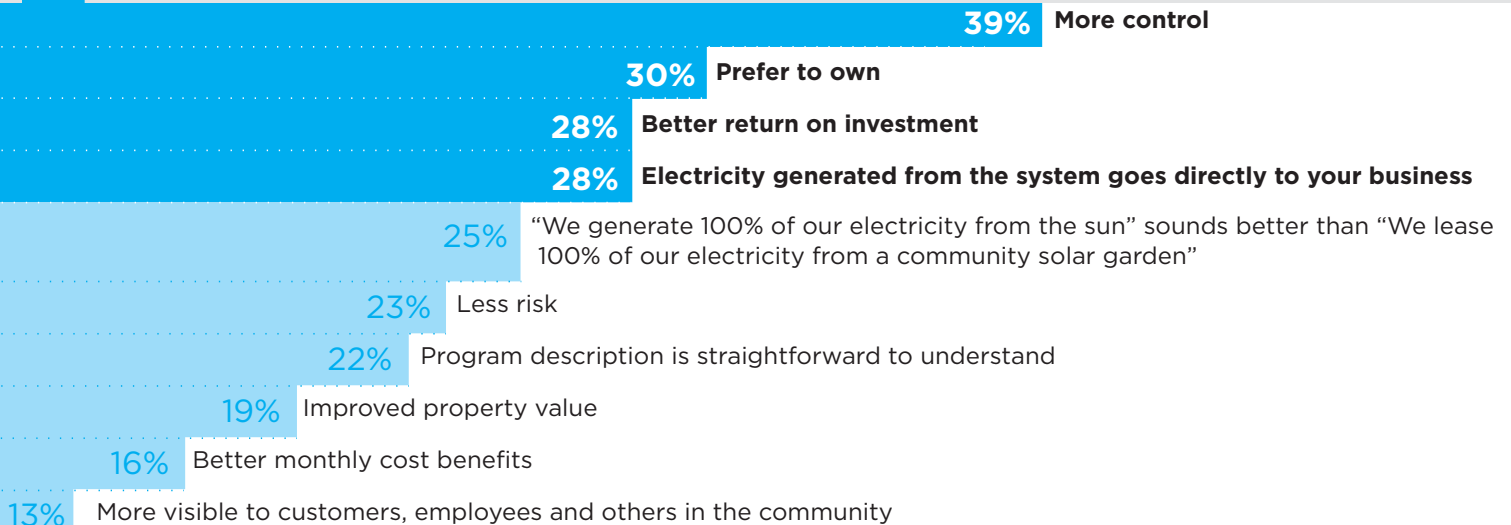 39% More control
30% Prefer to own
28% Better return on investment
28% Electricity generated from the system goes directly to your business
25% “We generate 100% of our electricity from the sun” sounds better than “We lease
100% of our electricity from a community solar garden”
23% Less risk
22% Program description is straightforward to understand
19% Improved property value
16% Better monthly cost benefits
13% More visible to customers, employees and others in the community